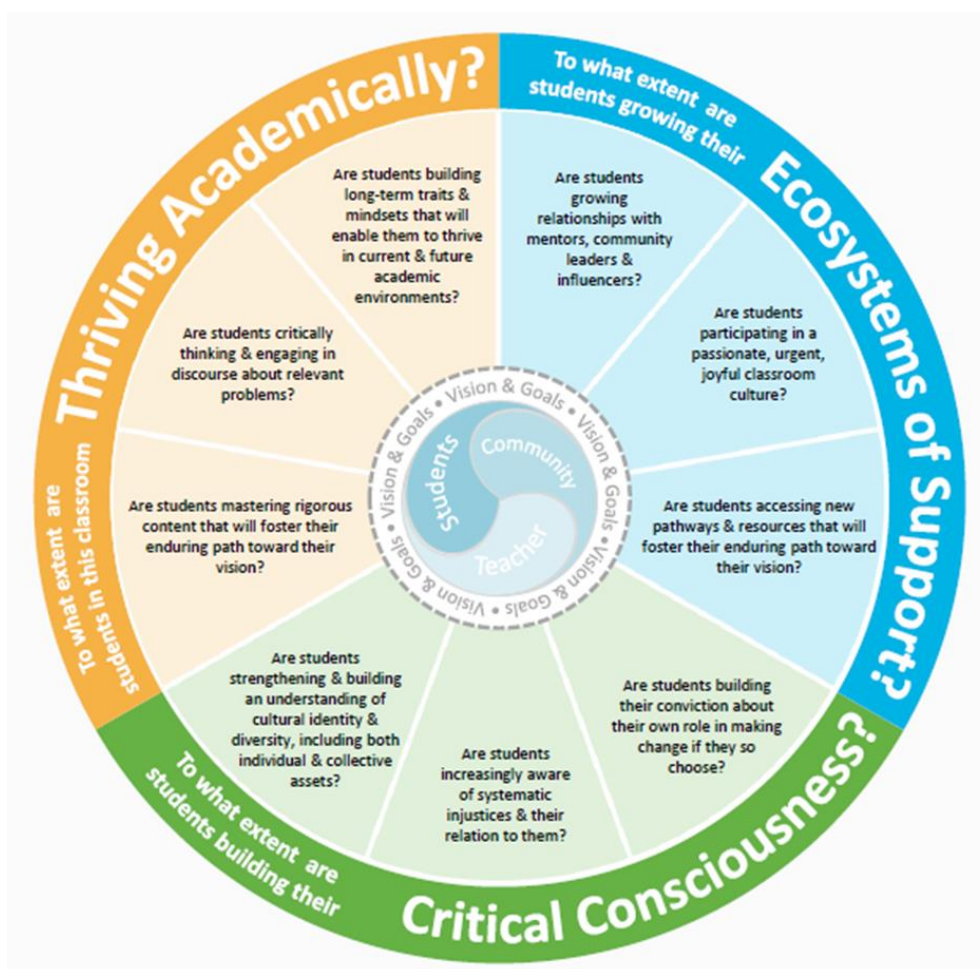 To what extent are
students in this classroom
Thriving Academically?
Are students building
long-term traits &
mindsets that will
enable them to thrive
in current & future
academic
environments?
Are students critically
thinking & engaging in
discourse about relevant
problems?
Are students mastering rigorous
content that will foster their
enduring path toward their
vision?
To what extent are
students growing their
Ecosystems of Support?
Are students
growing
relationships with
mentors, community
leaders &
influencers?
Are students
participating in a
passionate, urgent,
joyful classroom
culture?
Are students accessing new
pathways & resources that will
foster their enduring path toward
their vision?
To what extent are
students building their
Critical Consciousness?
Are students
strengthening & building
an understanding of
cultural identity &
diversity, including both
individual & collective
assets?
Are students
increasingly aware
of systematic
injustices & their
relation to them?
Are students building
their conviction about
their own role in making
change if they so
choose?
Vision & Goals • Vision & Goals • Vision & Goals • Vision & Goals • Vision & Goals • Vision & Goals •
Students
Community
Teacher